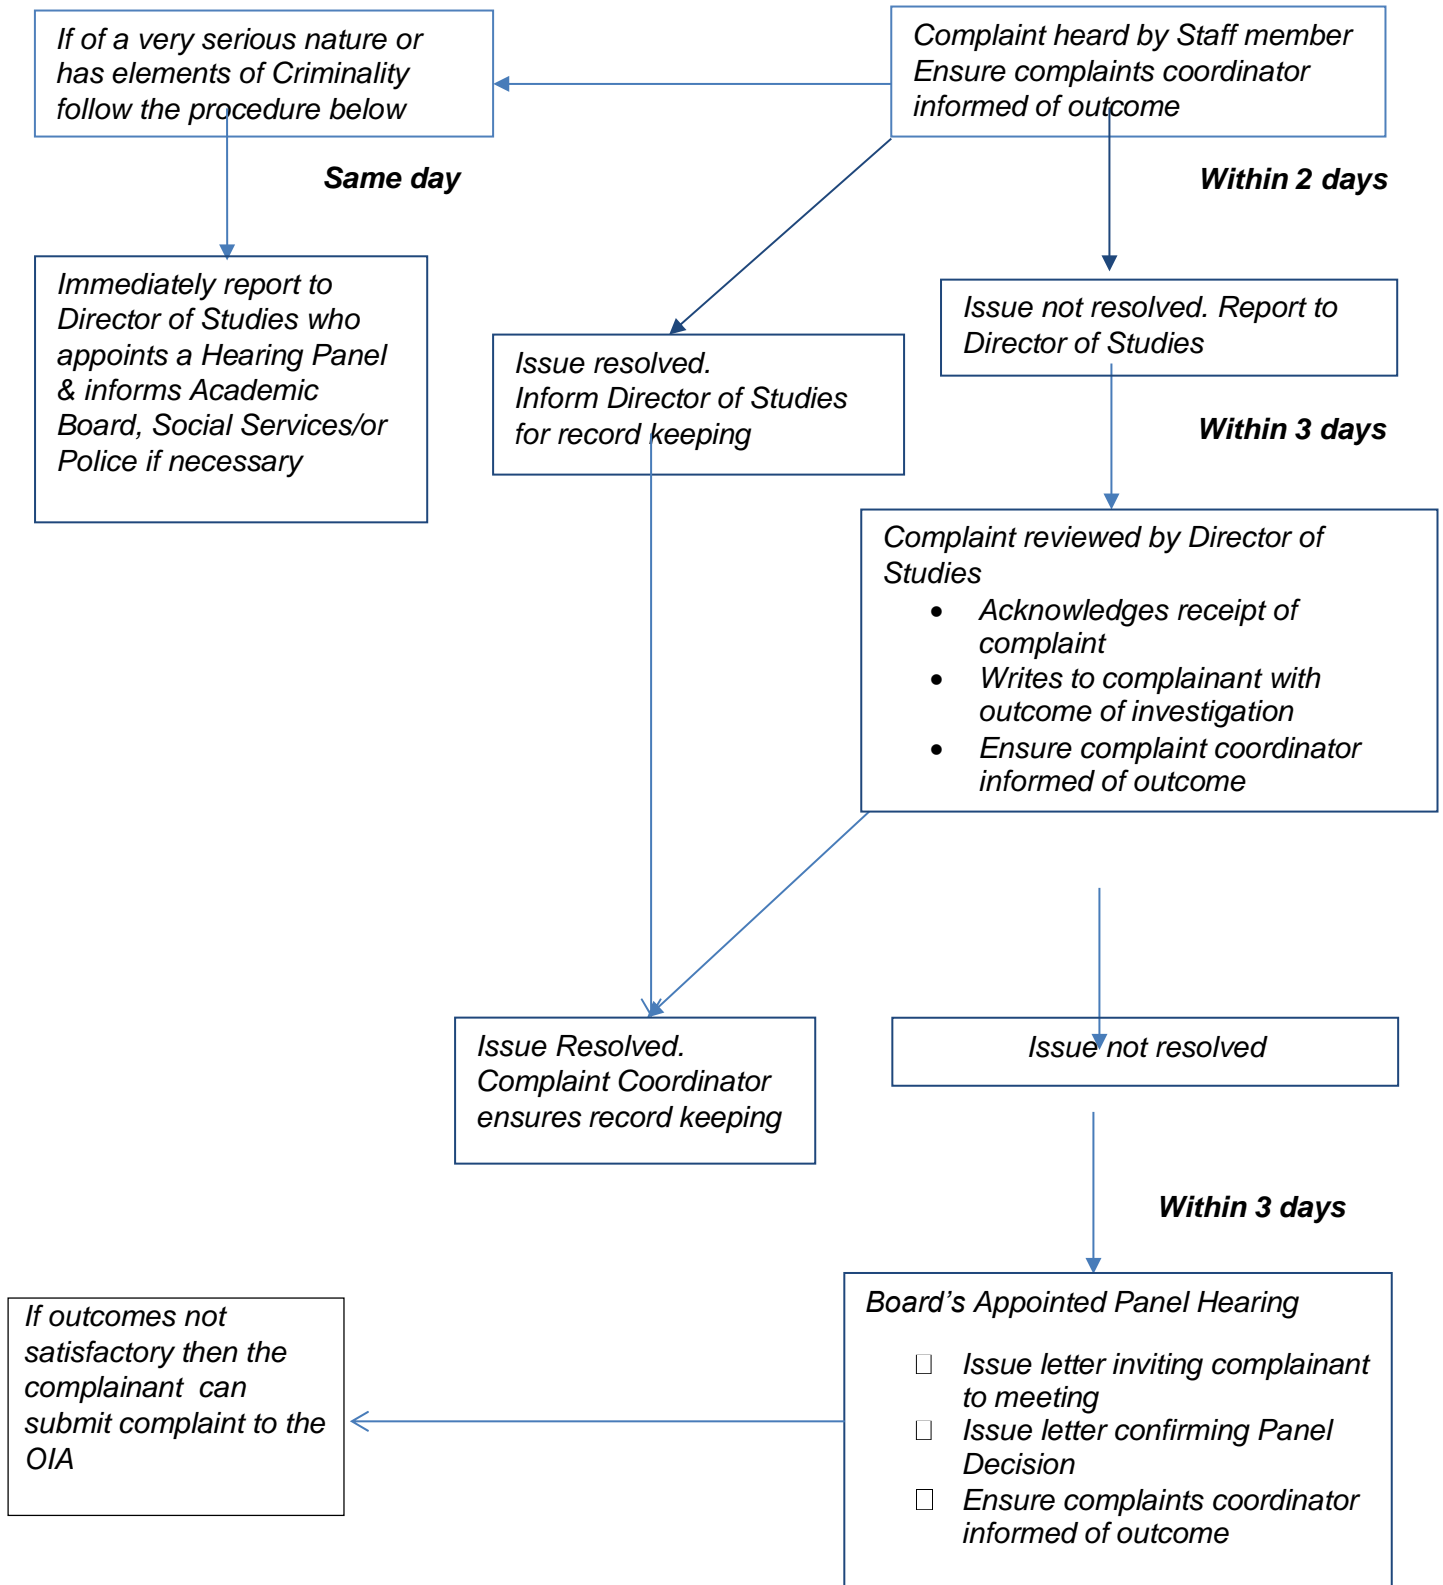 If of a very serious nature or
has elements of Criminality
follow the procedure below
Complaint heard by Staff member
Ensure complaints coordinator
informed of outcome
Same day
Within 2 days
Immediately report to
Director of Studies who
appoints a Hearing Panel
& informs Academic
Board, Social Services/or
Police if necessary
Issue resolved.
Inform Director of Studies
for record keeping
Issue not resolved. Report to
Director of Studies
Within 3 days
Complaint reviewed by Director of
Studies
• Acknowledges receipt of
complaint
• Writes to complainant with
outcome of investigation
• Ensure complaint coordinator
informed of outcome
Issue Resolved.
Complaint Coordinator
ensures record keeping
Issue not resolved
Within 3 days
If outcomes not
satisfactory then the
complainant can
submit complaint to the
OIA
Board's Appointed Panel Hearing
□ Issue letter inviting complainant
to meeting
□ Issue letter confirming Panel
Decision
□ Ensure complaints coordinator
informed of outcome